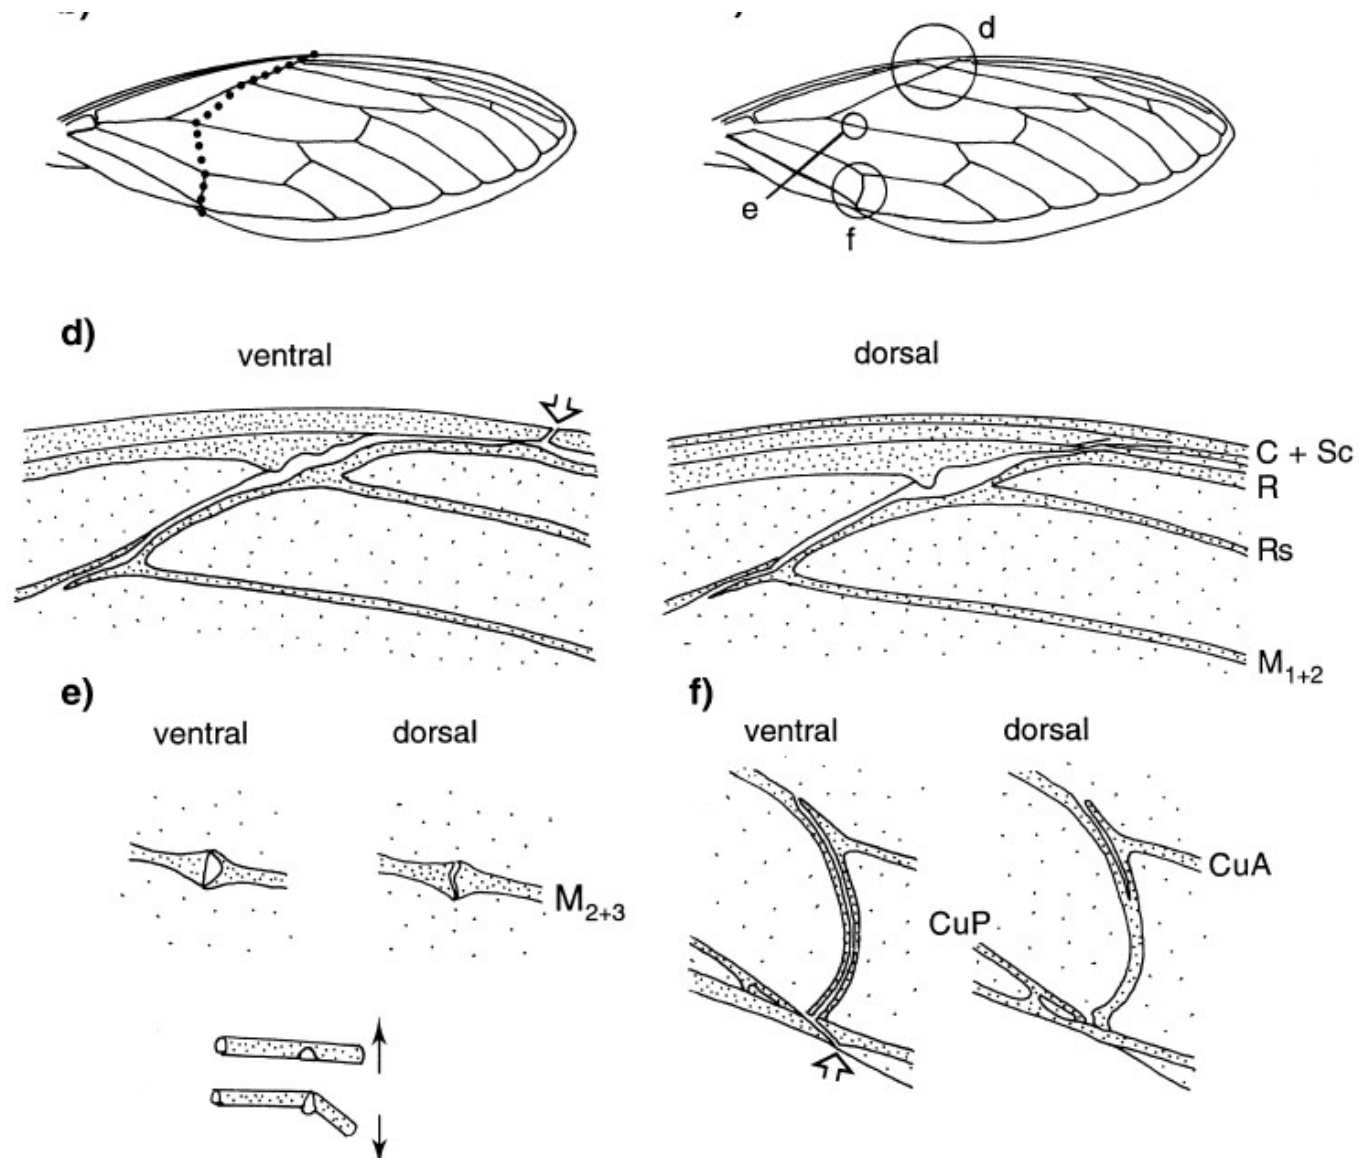 d
e
f
d)
ventral
dorsal
C + Sc
R
Rs
M1+2
e)
f)
ventral
dorsal
ventral
dorsal
M2+3
CuA
CuP